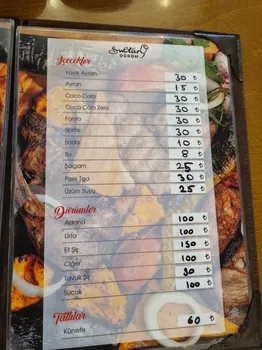 Sultan
DÜRÜM
İçecekler
Yayık Ayran 30 ₺
Ayran 15 ₺
Coca Cola 30 ₺
Coca Cola Zero 30 ₺
Fanta 30 ₺
Sprite 30 ₺
Soda 10 ₺
Su 8 ₺
Şalgam 25 ₺
Fuse Tea 30 ₺
Üzüm Suyu 25 ₺
Dürümler
Adana 100 ₺
Urfa 100 ₺
Et Şiş 150 ₺
Ciğer 100 ₺
Tavuk Şiş 90 ₺
Sucuk 100 ₺
Tatlılar
Künefe 60 ₺